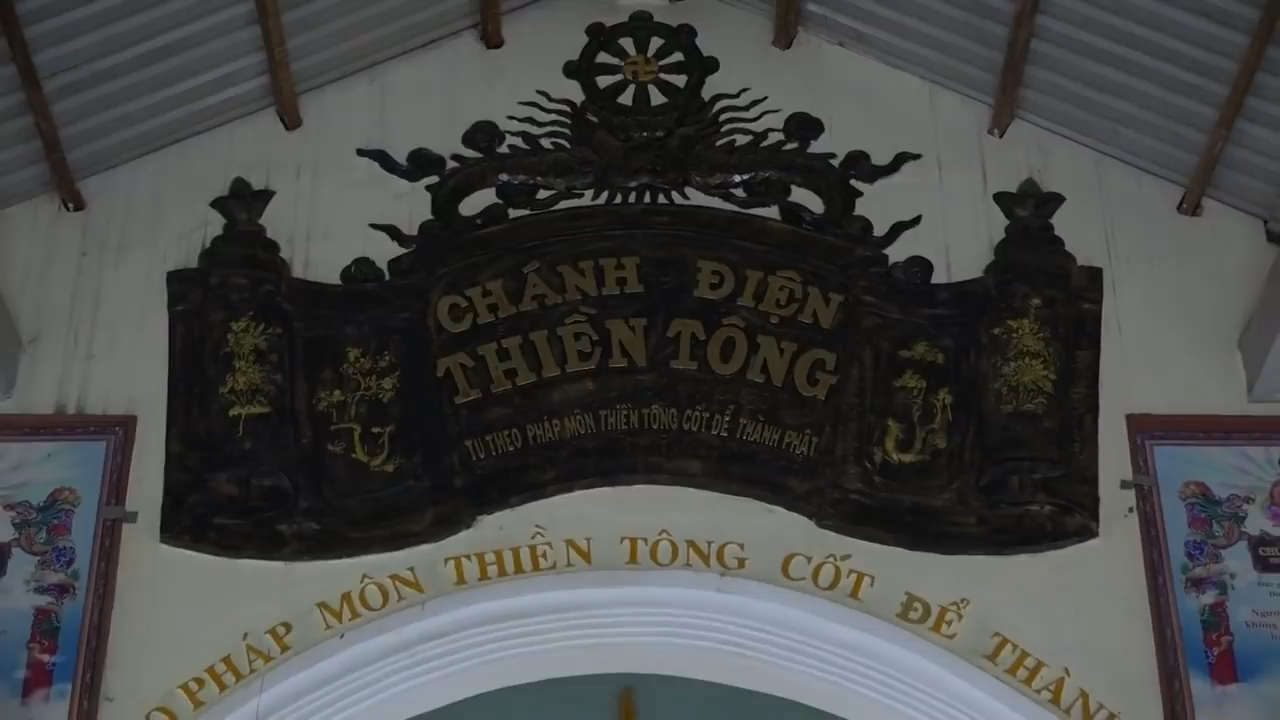 CHÁNH ĐIỆN
THIỀN TÔNG
TU THEO PHÁP MÔN THIỀN TÔNG CỐT ĐỂ THÀNH PHẬT
PHÁP MÔN THIỀN TÔNG CỐT ĐỂ THÀNH